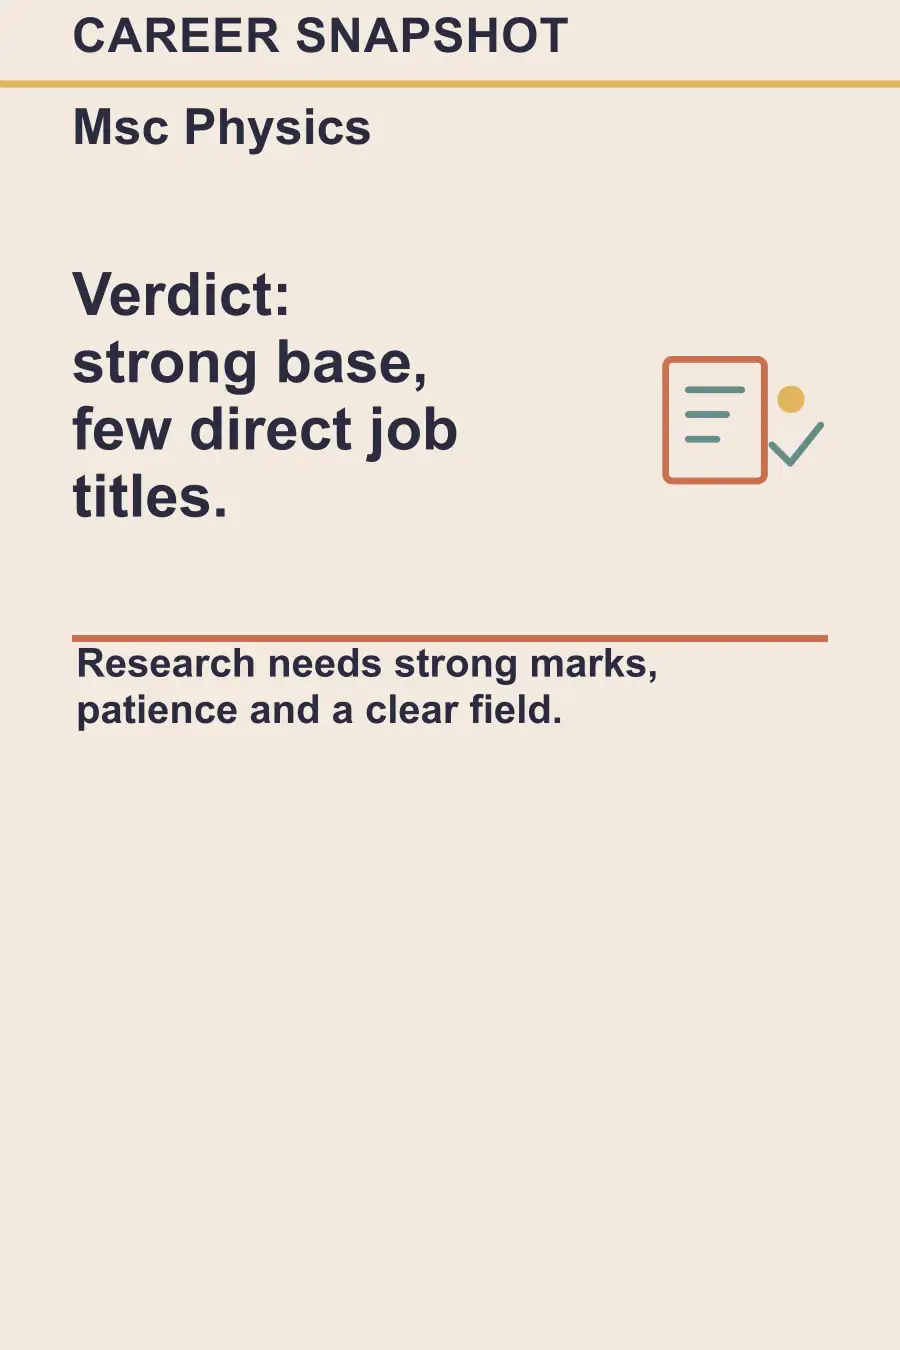 CAREER SNAPSHOT
Msc Physics
Verdict:
strong base,
few direct job
titles.
Research needs strong marks,
patience and a clear field.